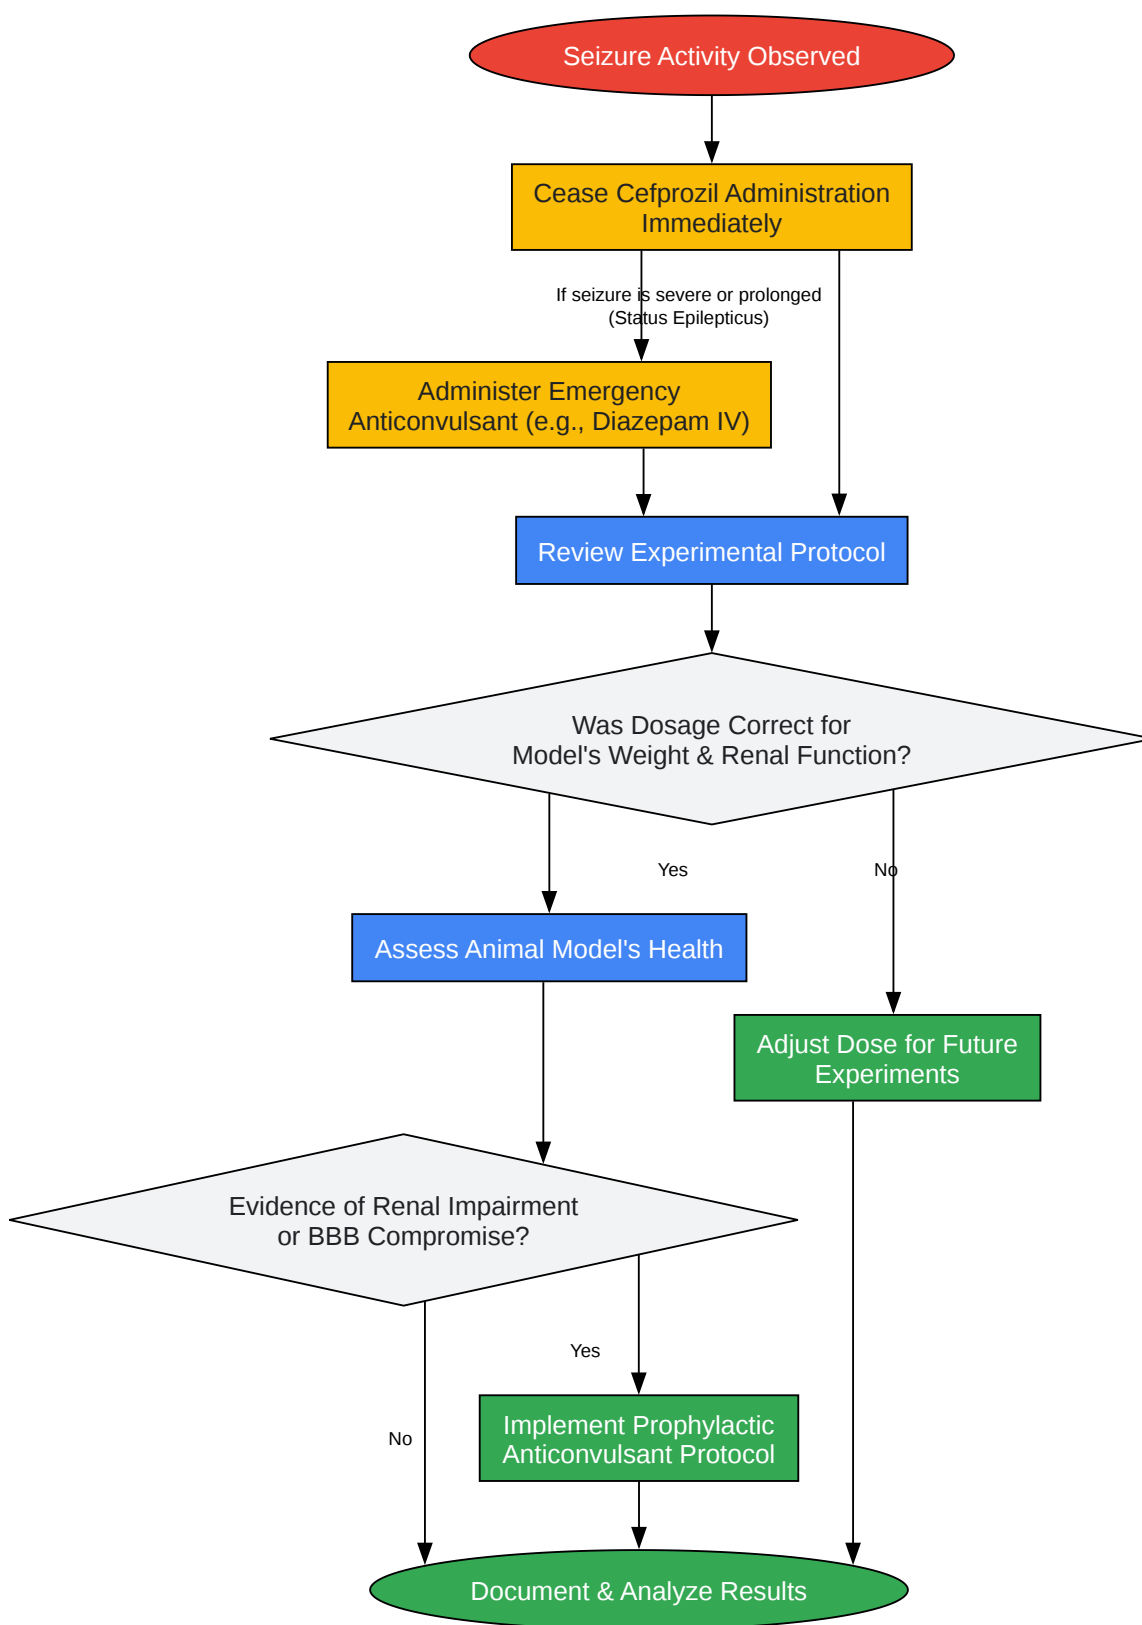 Seizure Activity Observed
Cease Cefprozil Administration
Immediately
If seizure is severe or prolonged
(Status Epilepticus)
Administer Emergency
Anticonvulsant (e.g., Diazepam IV)
Review Experimental Protocol
Was Dosage Correct for
Model's Weight & Renal Function?
Yes
No
Assess Animal Model's Health
Adjust Dose for Future
Experiments
Evidence of Renal Impairment
or BBB Compromise?
Yes
No
Implement Prophylactic
Anticonvulsant Protocol
Document & Analyze Results